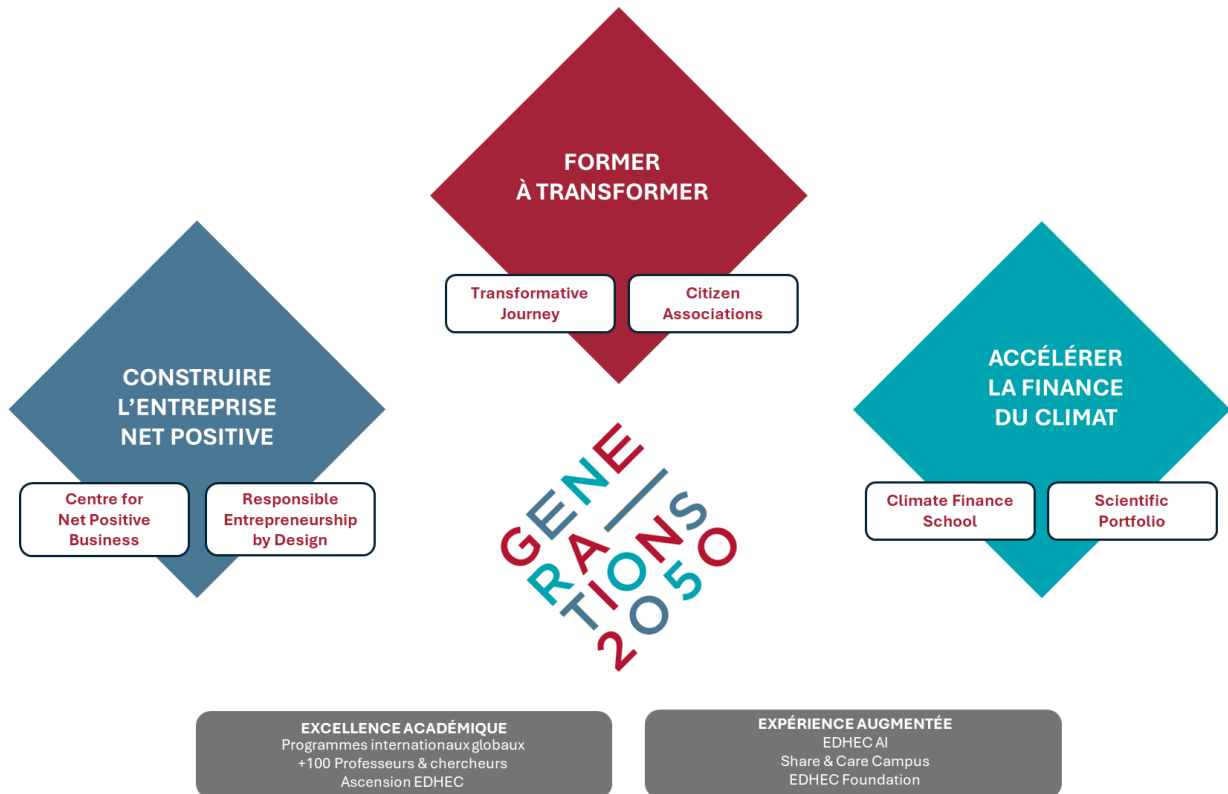 FORMER
À TRANSFORMER
Transformative
Journey
Citizen
Associations
CONSTRUIRE
L’ENTREPRISE
NET POSITIVE
Centre for
Net Positive
Business
Responsible
Entrepreneurship
by Design
ACCÉLÉRER
LA FINANCE
DU CLIMAT
Climate Finance
School
Scientific
Portfolio
GENE
RA|
TIONS
2050
EXCELLENCE ACADÉMIQUE
Programmes internationaux globaux
+100 Professeurs & chercheurs
Ascension EDHEC
EXPÉRIENCE AUGMENTÉE
EDHEC AI
Share & Care Campus
EDHEC Foundation